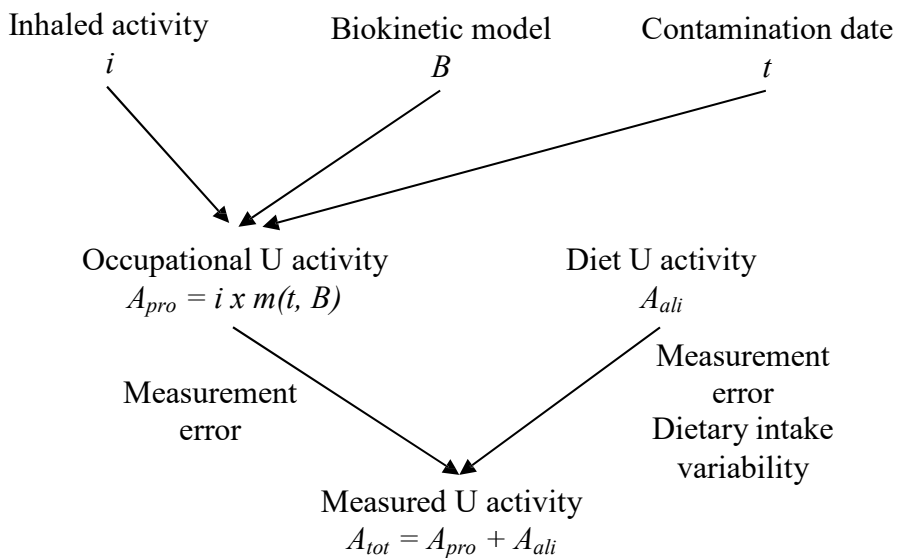 Inhaled activity
i
Biokinetic model
B
Contamination date
t
Occupational U activity
A_pro = i x m(t, B)
Diet U activity
A_ali
Measurement
error
Measurement
error
Dietary intake
variability
Measured U activity
A_tot = A_pro + A_ali